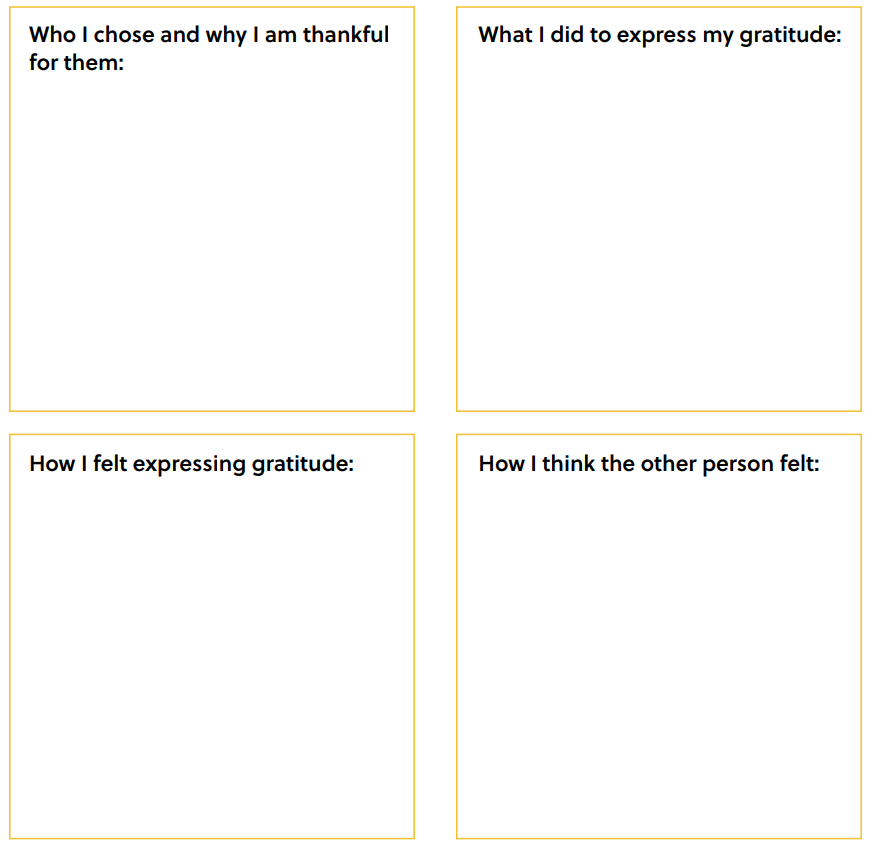 Who I chose and why I am thankful
for them:
What I did to express my gratitude:
How I felt expressing gratitude:
How I think the other person felt: